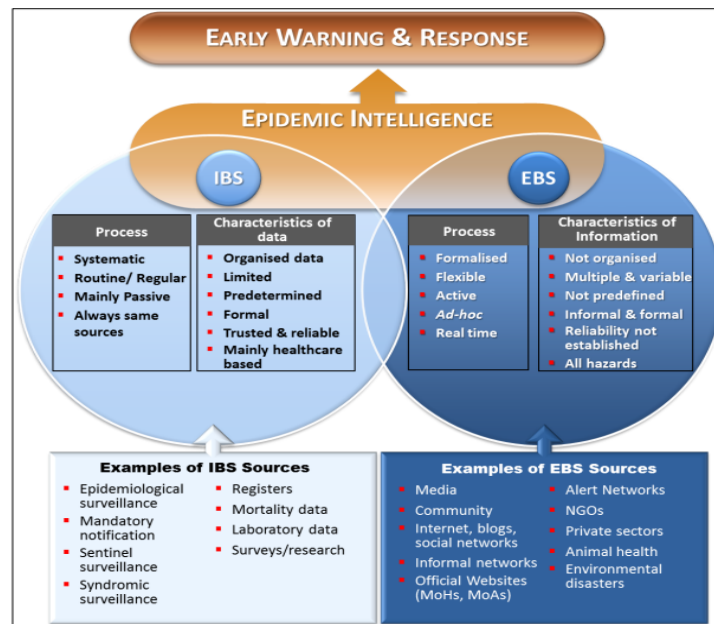 EARLY WARNING & RESPONSE
EPIDEMIC INTELLIGENCE
IBS
EBS
Process
Systematic
Routine/ Regular
Mainly Passive
Always same
sources
Characteristics of
data
Organised data
Limited
Predetermined
Formal
Trusted & reliable
Mainly healthcare
based
Process
Formalised
Flexible
Active
Ad-hoc
Real time
Characteristics of
Information
Not organised
Multiple & variable
Not predefined
Informal & formal
Reliability not
established
All hazards
Examples of IBS Sources
Epidemiological
surveillance
Mandatory
notification
Sentinel
surveillance
Syndromic
surveillance
Registers
Mortality data
Laboratory data
Surveys/research
Examples of EBS Sources
Media
Community
Internet, blogs,
social networks
Informal networks
Official Websites
(MoHs, MoAs)
Alert Networks
NGOs
Private sectors
Animal health
Environmental
disasters